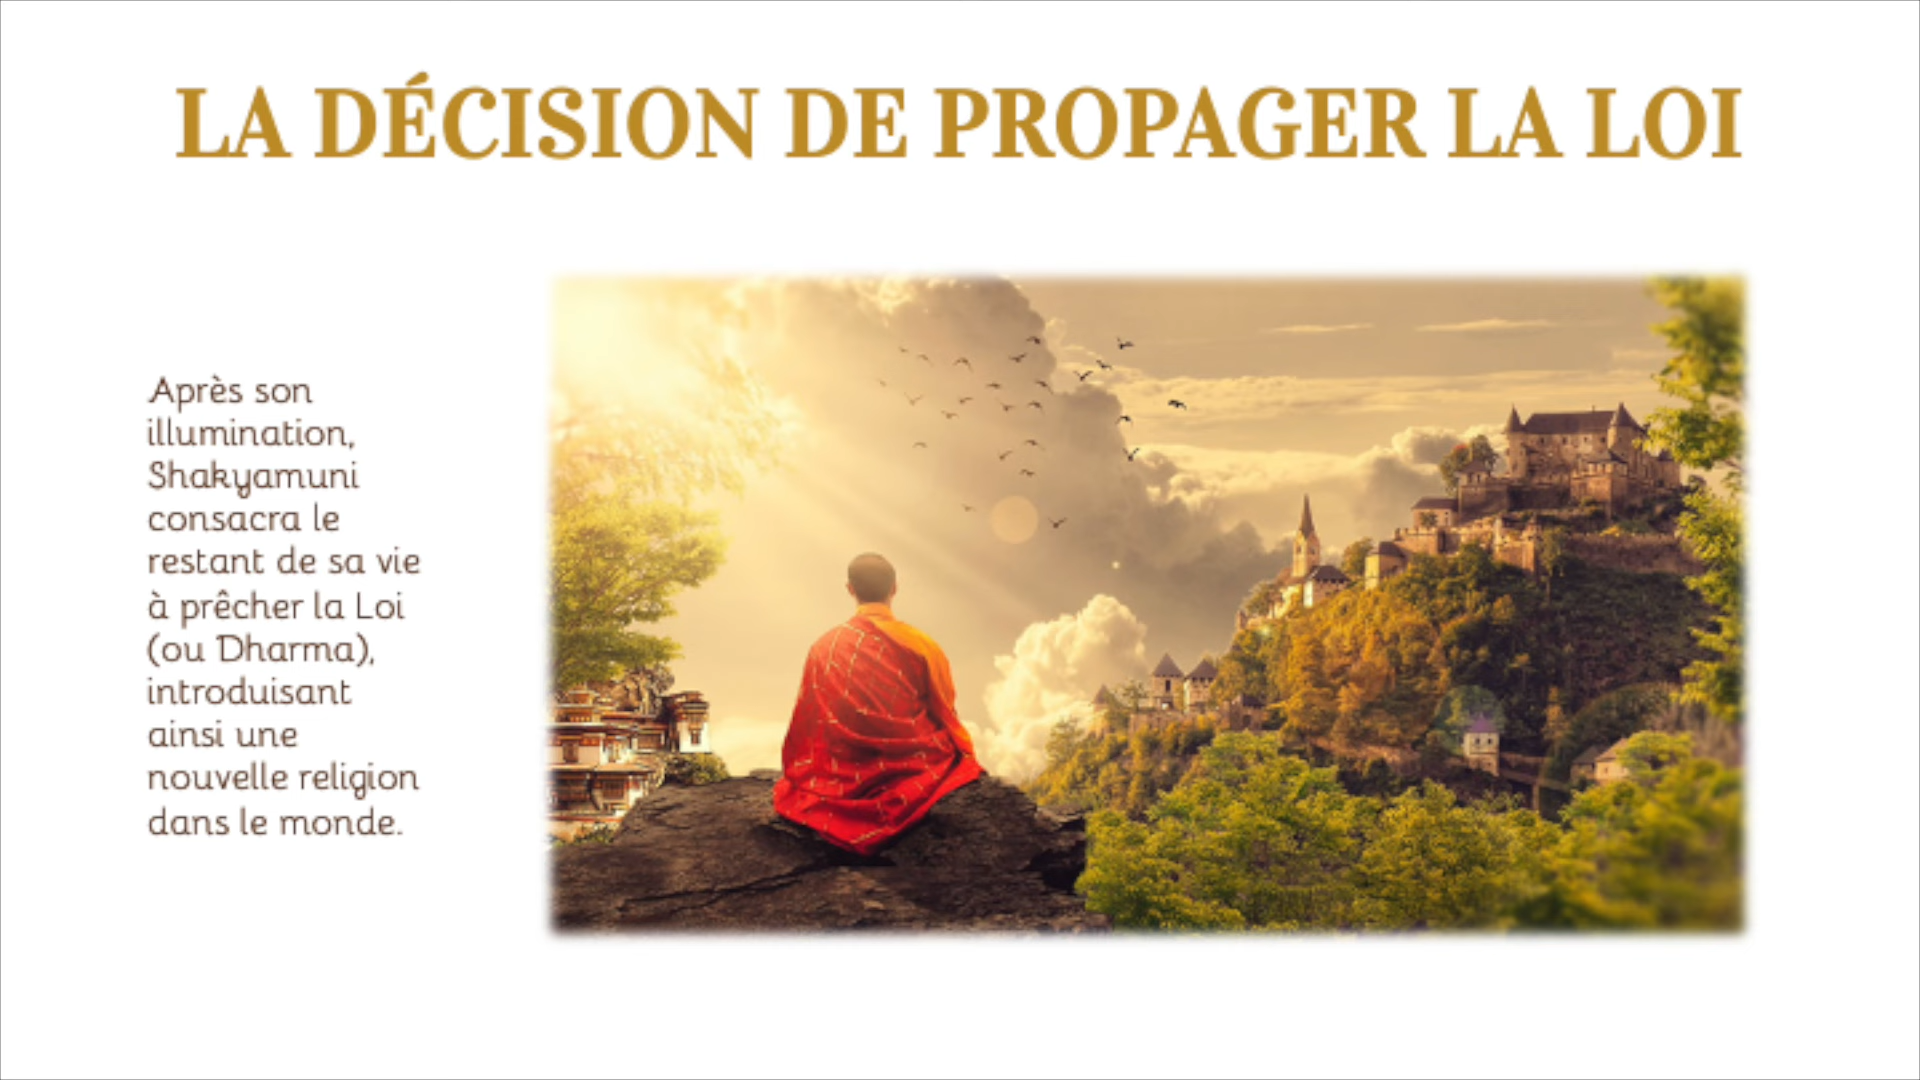 LA DÉCISION DE PROPAGER LA LOI
Après son
illumination,
Shakyamuni
consacra le
restant de sa vie
à prêcher la Loi
(ou Dharma),
introduisant
ainsi une
nouvelle religion
dans le monde.